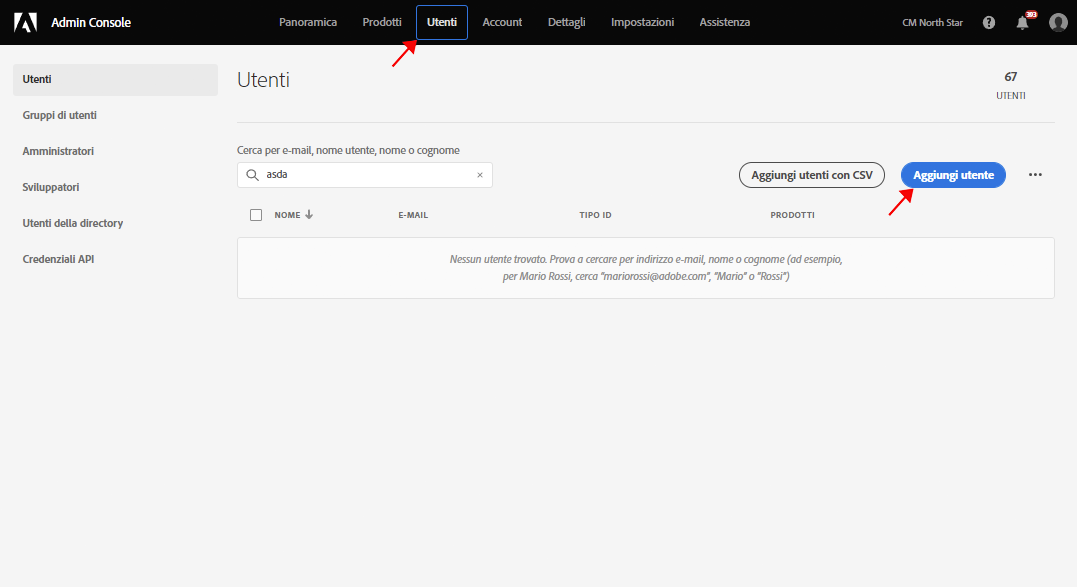 Admin Console
Panoramica
Prodotti
Utenti
Account
Dettagli
Impostazioni
Assistenza
CM North Star
393
Utenti
Gruppi di utenti
Amministratori
Sviluppatori
Utenti della directory
Credenziali API
Utenti
67
UTENTI
Cerca per e-mail, nome utente, nome o cognome
asda
Aggiungi utenti con CSV
Aggiungi utente
NOME
E-MAIL
TIPO ID
PRODOTTI
Nessun utente trovato. Prova a cercare per indirizzo e-mail, nome o cognome (ad esempio,
per Mario Rossi, cerca "mariorossi@adobe.com", "Mario" o "Rossi")